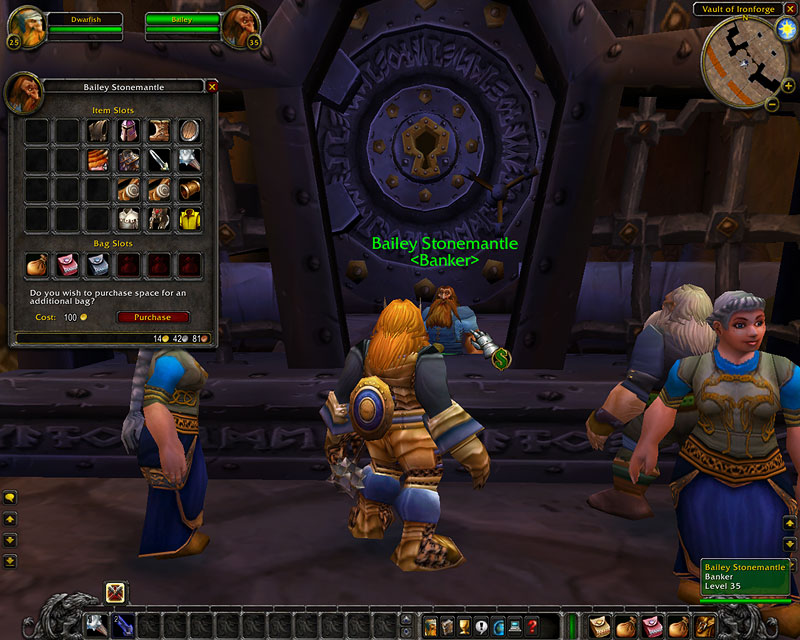 Dwarfish
Bailey
25
35
Vault of Ironforge
N
Bailey Stonemantle
Item Slots
Bag Slots
Do you wish to purchase space for an
additional bag?
Cost: 100
Purchase
14 42 81
Bailey Stonemantle
<Banker>
Bailey Stonemantle
Banker
Level 35